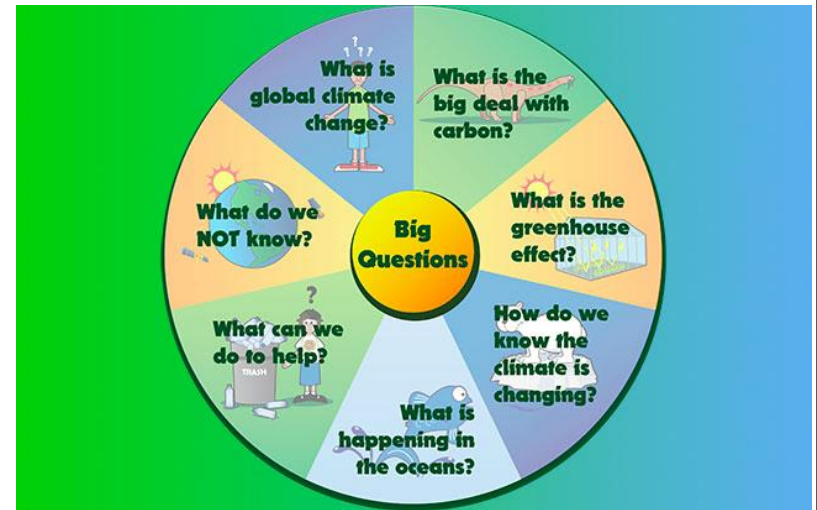 What is
global climate
change?
What is the
big deal with
carbon?
What is the
greenhouse
effect?
How do we
know the
climate is
changing?
What is
happening in
the oceans?
What can we
do to help?
TRASH
What do we
NOT know?
Big
Questions